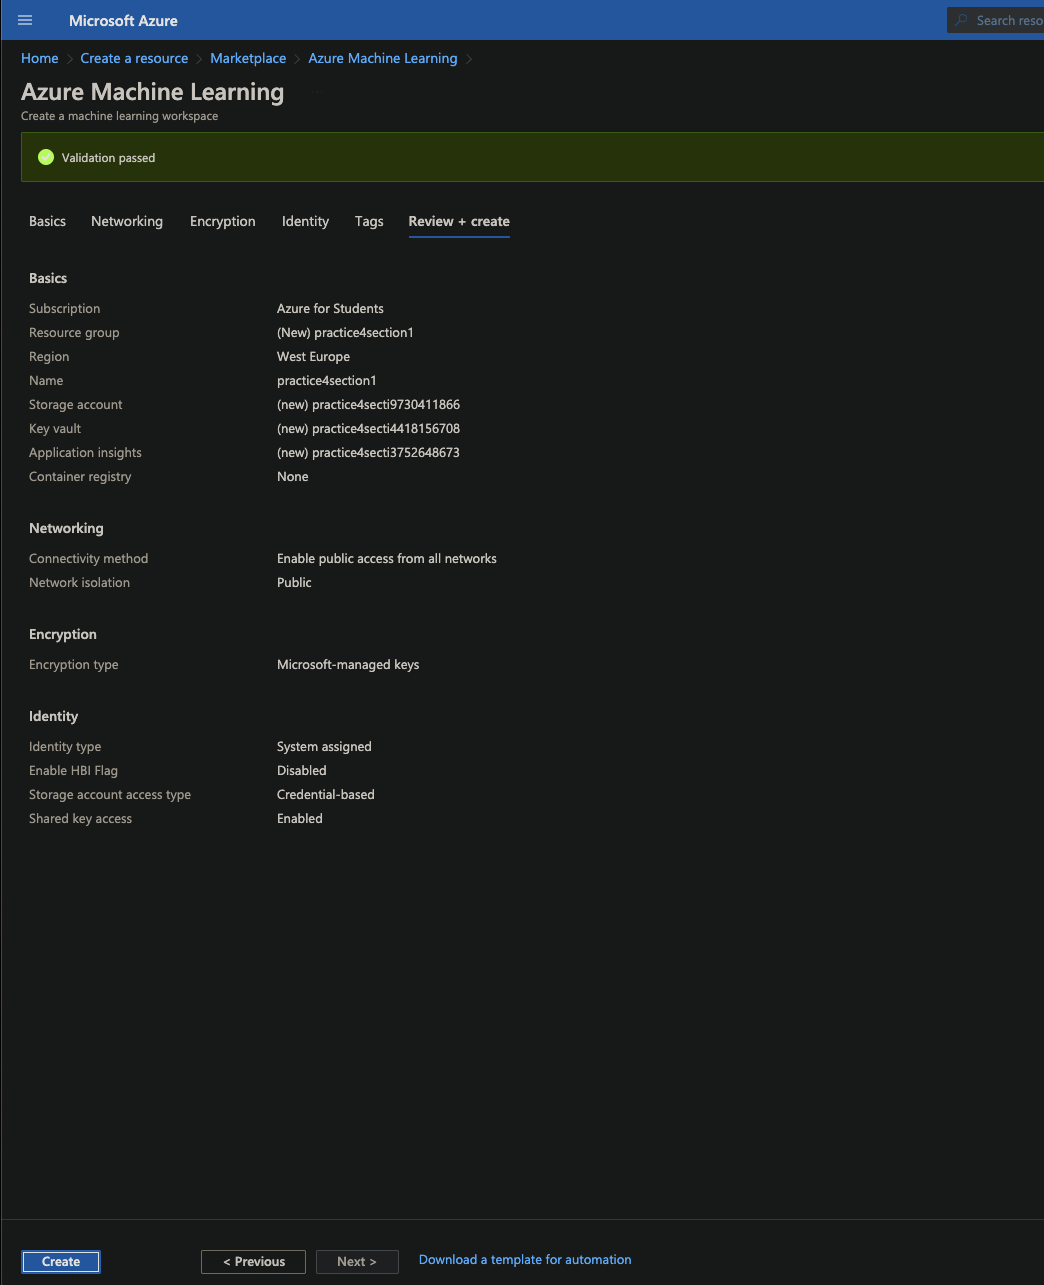 Microsoft Azure
Search reso
Home > Create a resource > Marketplace > Azure Machine Learning >
Azure Machine Learning ...
Create a machine learning workspace
Validation passed
Basics Networking Encryption Identity Tags Review + create
Basics
Subscription Azure for Students
Resource group (New) practice4section1
Region West Europe
Name practice4section1
Storage account (new) practice4secti9730411866
Key vault (new) practice4secti4418156708
Application insights (new) practice4secti3752648673
Container registry None
Networking
Connectivity method Enable public access from all networks
Network isolation Public
Encryption
Encryption type Microsoft-managed keys
Identity
Identity type System assigned
Enable HBI Flag Disabled
Storage account access type Credential-based
Shared key access Enabled
Create < Previous Next > Download a template for automation